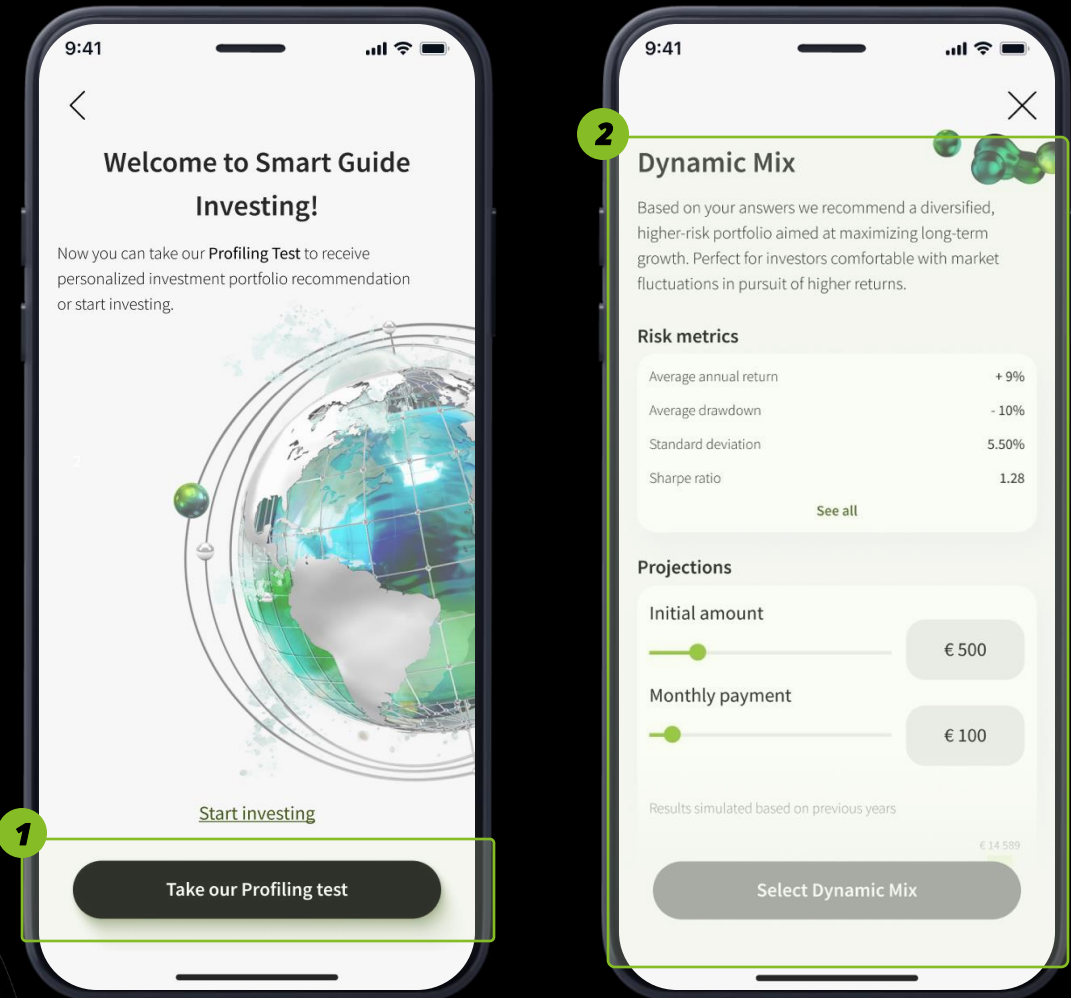 9:41
Welcome to Smart Guide
Investing!
Now you can take our Profiling Test to receive
personalized investment portfolio recommendation
or start investing.
2
Start investing
1
Take our Profiling test
9:41
2
Dynamic Mix
Based on your answers we recommend a diversified,
higher-risk portfolio aimed at maximizing long-term
growth. Perfect for investors comfortable with market
fluctuations in pursuit of higher returns.
Risk metrics
Average annual return + 9%
Average drawdown - 10%
Standard deviation 5.50%
Sharpe ratio 1.28
See all
Projections
Initial amount
€ 500
Monthly payment
€ 100
Results simulated based on previous years
€ 14 589
Select Dynamic Mix